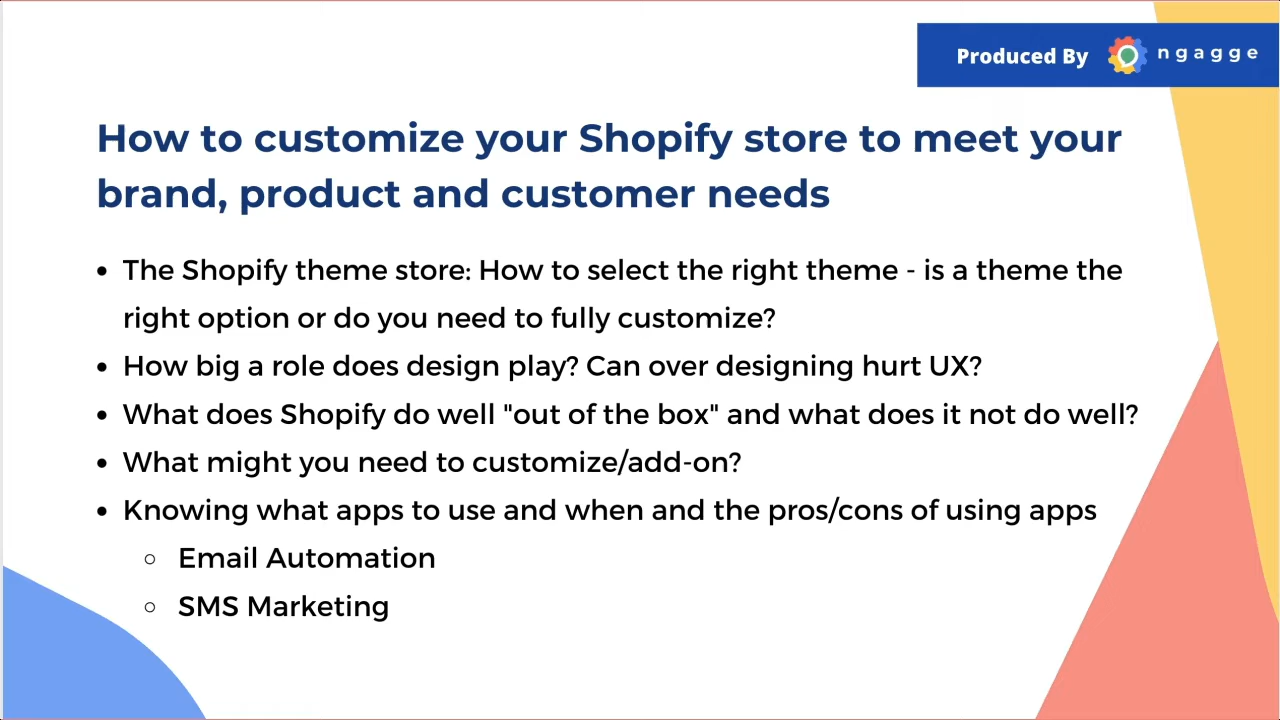 Produced By ngagge
How to customize your Shopify store to meet your
brand, product and customer needs
• The Shopify theme store: How to select the right theme - is a theme the
right option or do you need to fully customize?
• How big a role does design play? Can over designing hurt UX?
• What does Shopify do well "out of the box" and what does it not do well?
• What might you need to customize/add-on?
• Knowing what apps to use and when and the pros/cons of using apps
○ Email Automation
○ SMS Marketing